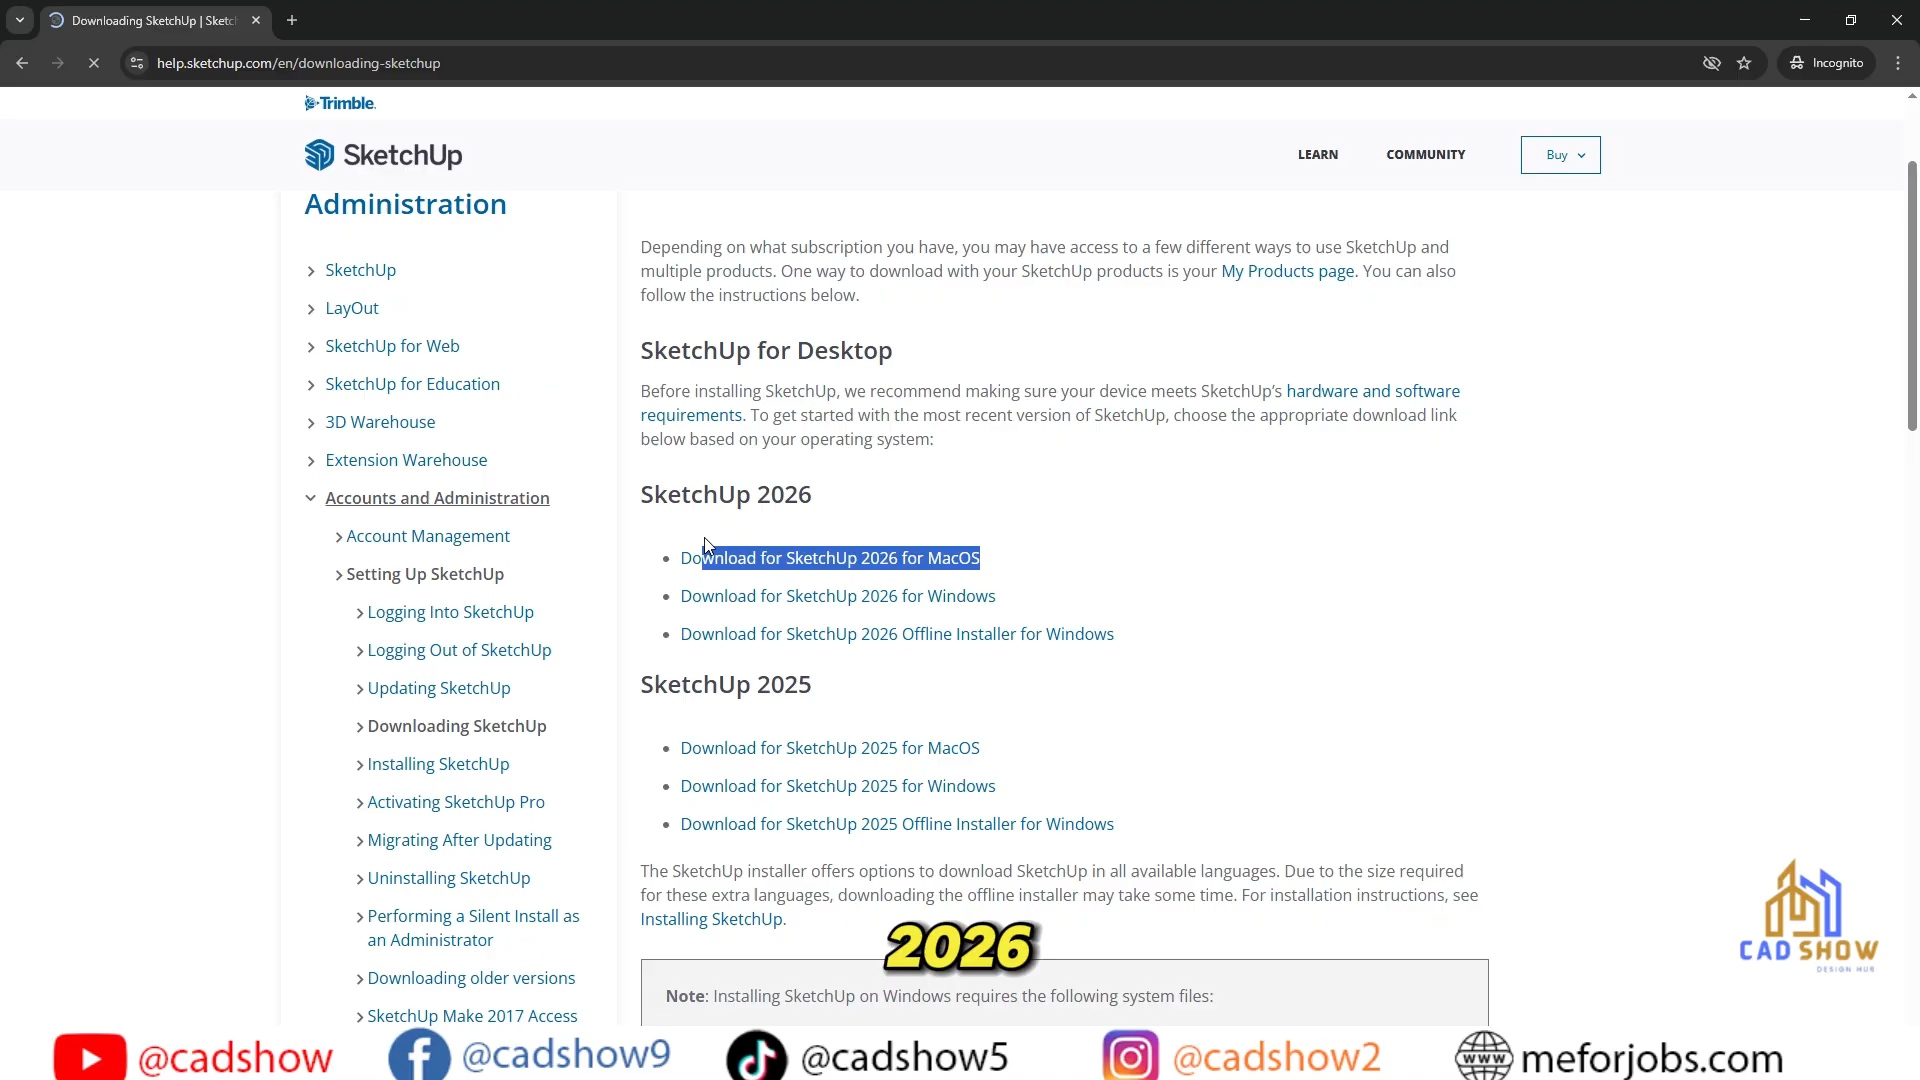 Downloading SketchUp | Sketc
help.sketchup.com/en/downloading-sketchup
Incognito
Trimble.
SketchUp
LEARN
COMMUNITY
Buy
Administration
SketchUp
LayOut
SketchUp for Web
SketchUp for Education
3D Warehouse
Extension Warehouse
Accounts and Administration
Account Management
Setting Up SketchUp
Logging Into SketchUp
Logging Out of SketchUp
Updating SketchUp
Downloading SketchUp
Installing SketchUp
Activating SketchUp Pro
Migrating After Updating
Uninstalling SketchUp
Performing a Silent Install as
an Administrator
Downloading older versions
SketchUp Make 2017 Access
Depending on what subscription you have, you may have access to a few different ways to use SketchUp and
multiple products. One way to download with your SketchUp products is your My Products page. You can also
follow the instructions below.
SketchUp for Desktop
Before installing SketchUp, we recommend making sure your device meets SketchUp’s hardware and software
requirements. To get started with the most recent version of SketchUp, choose the appropriate download link
below based on your operating system:
SketchUp 2026
Download for SketchUp 2026 for MacOS
Download for SketchUp 2026 for Windows
Download for SketchUp 2026 Offline Installer for Windows
SketchUp 2025
Download for SketchUp 2025 for MacOS
Download for SketchUp 2025 for Windows
Download for SketchUp 2025 Offline Installer for Windows
The SketchUp installer offers options to download SketchUp in all available languages. Due to the size required
for these extra languages, downloading the offline installer may take some time. For installation instructions, see
Installing SketchUp.
2026
Note: Installing SketchUp on Windows requires the following system files:
CAD SHOW
DESIGN HUB
@cadshow
@cadshow9
@cadshow5
@cadshow2
www
meforjobs.com